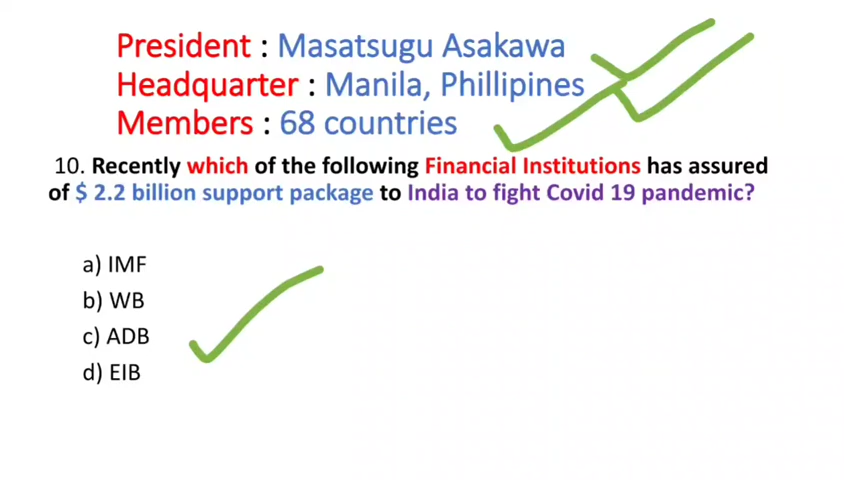 President : Masatsugu Asakawa
Headquarter : Manila, Phillipines
Members : 68 countries
10. Recently which of the following Financial Institutions has assured
of $ 2.2 billion support package to India to fight Covid 19 pandemic?
a) IMF
b) WB
c) ADB
d) EIB